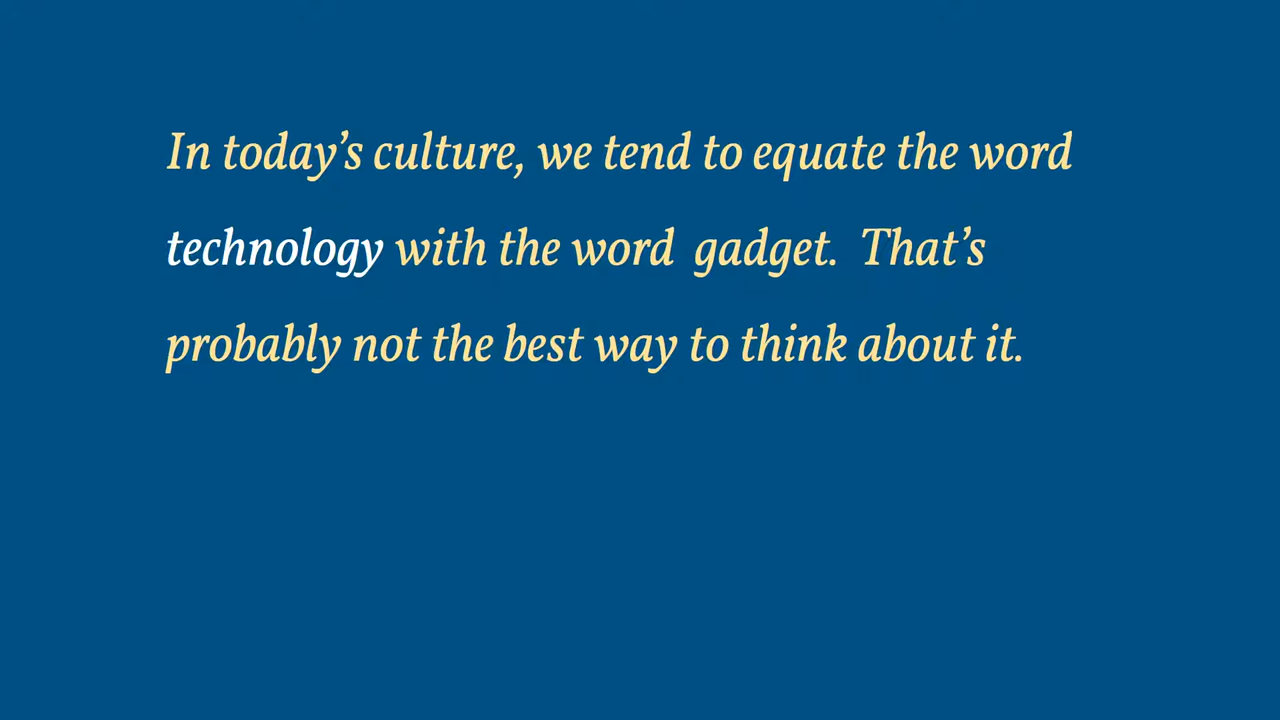 In today’s culture, we tend to equate the word
technology with the word gadget. That’s
probably not the best way to think about it.